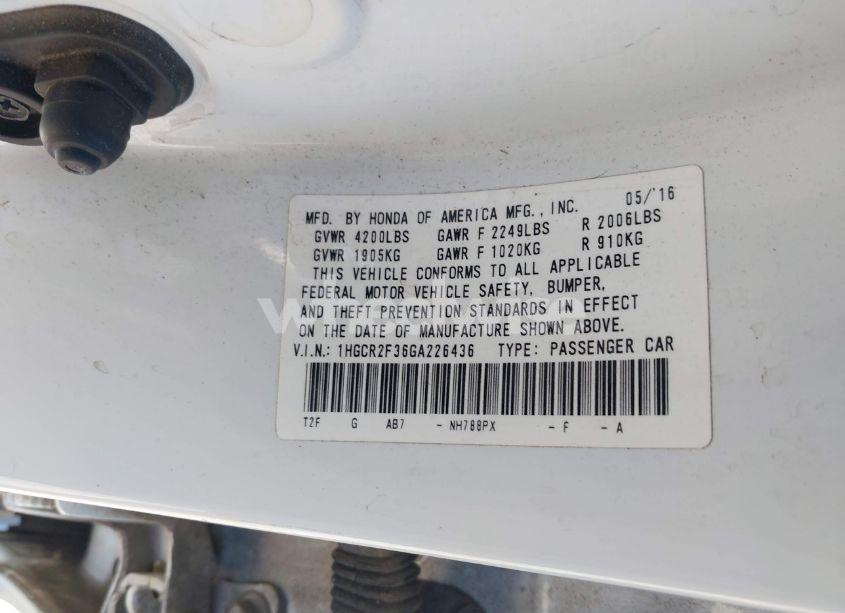 MFD. BY HONDA OF AMERICA MFG., INC. 05/'16
GVWR 4200LBS GAWR F 2249LBS R 2006LBS
GVWR 1905KG GAWR F 1020KG R 910KG
THIS VEHICLE CONFORMS TO ALL APPLICABLE
FEDERAL MOTOR VEHICLE SAFETY, BUMPER,
AND THEFT PREVENTION STANDARDS IN EFFECT
ON THE DATE OF MANUFACTURE SHOWN ABOVE.
V.I.N.: 1HGCR2F36GA226436 TYPE: PASSENGER CAR
T2F G AB7 - NH788PX - F - A